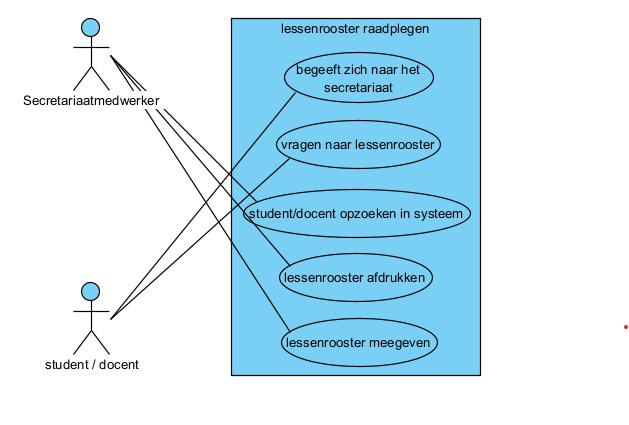 lessenrooster raadplegen
begeeft zich naar het
secretariaat
Secretariaatmedwerker
vragen naar lessenrooster
student/docent opzoeken in systeem
lessenrooster afdrukken
lessenrooster meegeven
student / docent